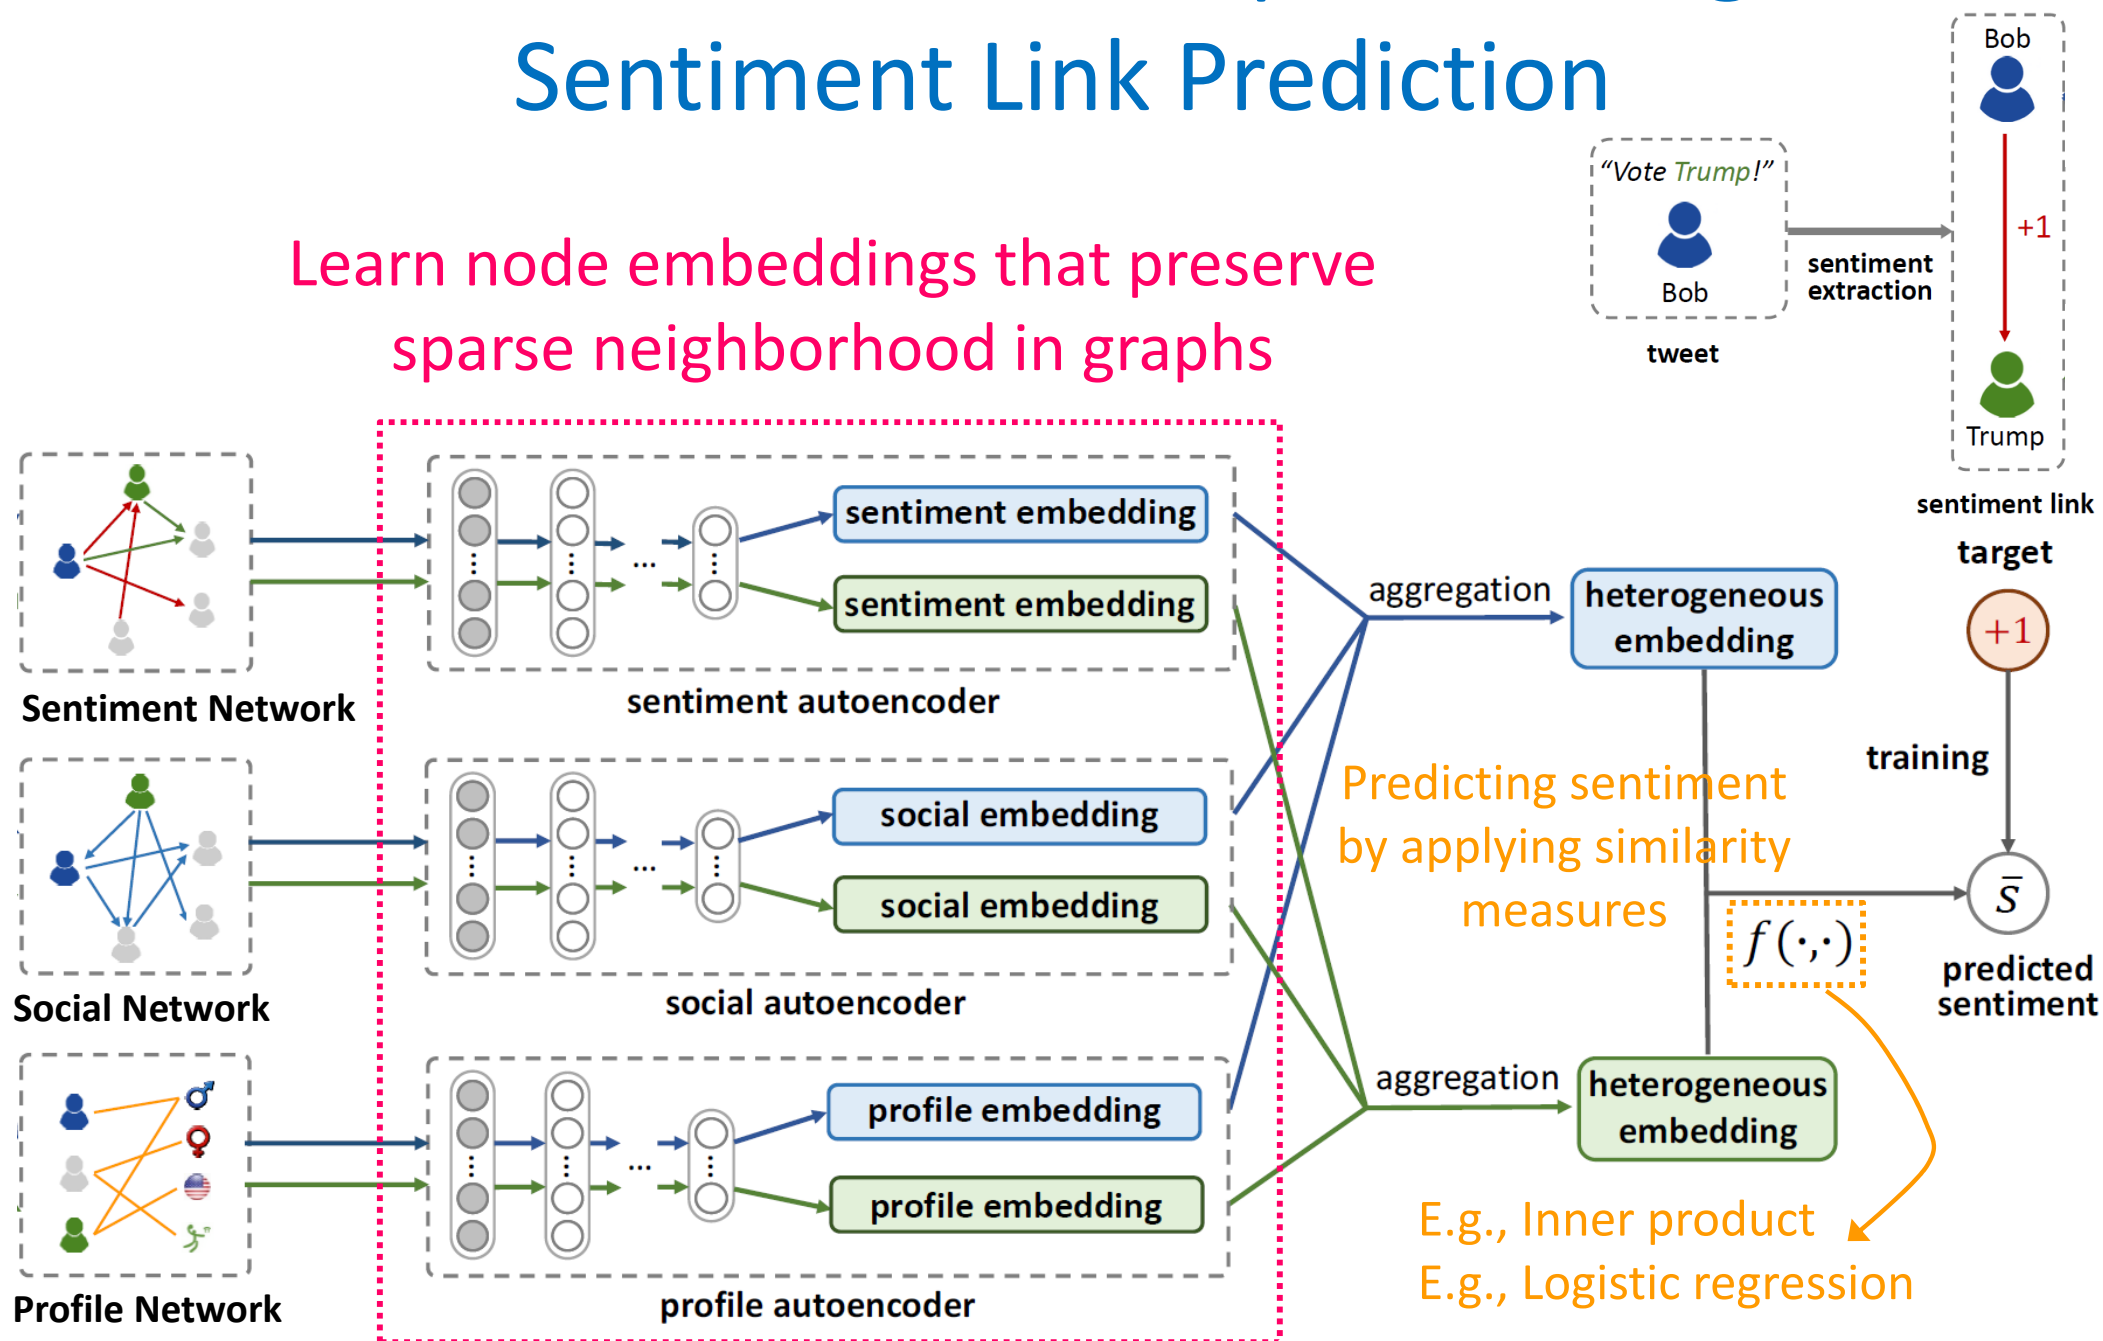 Sentiment Link Prediction
Bob
"Vote Trump!"
Bob
tweet
sentiment
extraction
+1
Trump
sentiment link
Learn node embeddings that preserve
sparse neighborhood in graphs
Sentiment Network
...
...
...
...
sentiment embedding
sentiment embedding
sentiment autoencoder
Social Network
...
...
...
...
social embedding
social embedding
social autoencoder
Profile Network
...
...
...
...
profile embedding
profile embedding
profile autoencoder
aggregation
heterogeneous
embedding
aggregation
heterogeneous
embedding
Predicting sentiment
by applying similarity
measures
f(·,·)
target
+1
training
s̄
predicted
sentiment
E.g., Inner product
E.g., Logistic regression